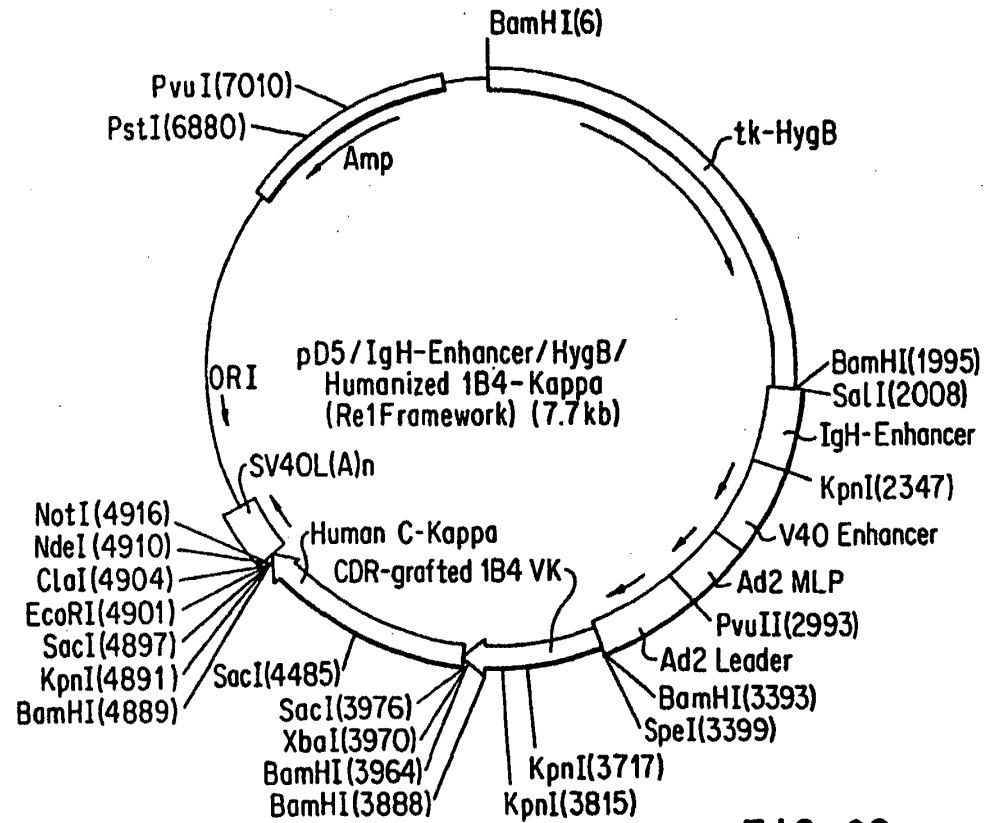 BamHI(6)
PvuI(7010)
PstI(6880)
Amp
tk-HygB
pD5/IgH-Enhancer/HygB/
Humanized 1B4-Kappa
(Re1Framework) (7.7kb)
ORI
BamHI(1995)
SalI(2008)
IgH-Enhancer
KpnI(2347)
V40 Enhancer
Ad2 MLP
PvuII(2993)
Ad2 Leader
BamHI(3393)
SpeI(3399)
SV40L(A)n
Human C-Kappa
CDR-grafted 1B4 VK
NotI(4916)
NdeI(4910)
ClaI(4904)
EcoRI(4901)
SacI(4897)
KpnI(4891)
BamHI(4889)
SacI(4485)
SacI(3976)
XbaI(3970)
BamHI(3964)
BamHI(3888)
KpnI(3717)
KpnI(3815)